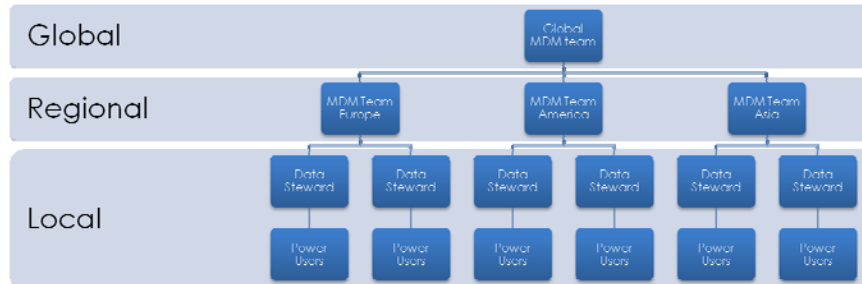 Global
Global
MDM team
Regional
MDM Team
Europe
MDM Team
America
MDM Team
Asia
Local
Data
Steward
Data
Steward
Data
Steward
Data
Steward
Data
Steward
Data
Steward
Power
Users
Power
Users
Power
Users
Power
Users
Power
Users
Power
Users